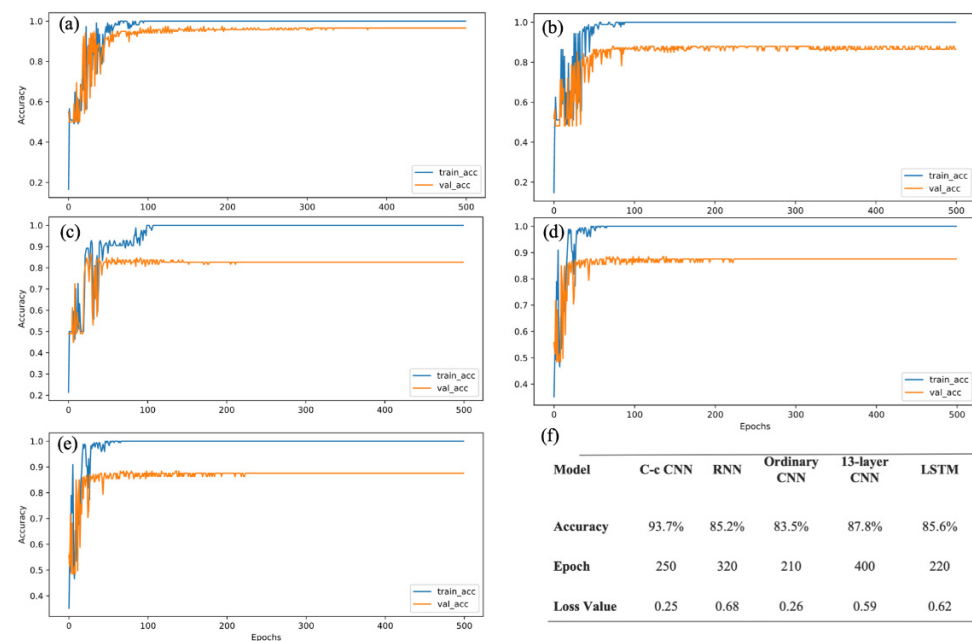 (a)
1.0
0.8
0.6
0.4
0.2
Accuracy
train_acc
val_acc
0 100 200 300 400 500
(b)
1.0
0.8
0.6
0.4
0.2
train_acc
val_acc
0 100 200 300 400 500
(c)
1.0
0.9
0.8
0.7
0.6
0.5
0.4
0.3
0.2
Accuracy
train_acc
val_acc
0 100 200 300 400 500
(d)
1.0
0.9
0.8
0.7
0.6
0.5
0.4
train_acc
val_acc
0 100 200 300 400 500
Epochs
(e)
1.0
0.9
0.8
0.7
0.6
0.5
0.4
Accuracy
train_acc
val_acc
0 100 200 300 400 500
Epochs
(f)
Model C-c CNN RNN Ordinary CNN 13-layer CNN LSTM
Accuracy 93.7% 85.2% 83.5% 87.8% 85.6%
Epoch 250 320 210 400 220
Loss Value 0.25 0.68 0.26 0.59 0.62